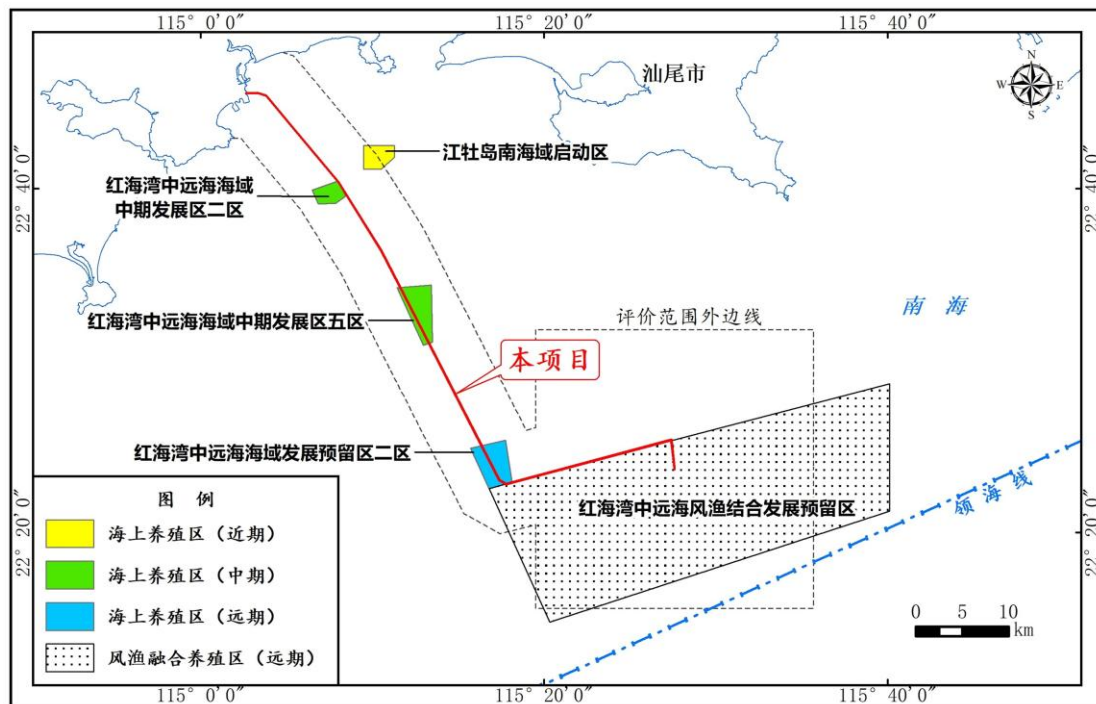 115° 0'0"
115° 20'0"
115° 40'0"
汕尾市
N
W
E
S
江牡岛南海域启动区
22° 40'0"
22° 40'0"
红海湾中远海海域
中期发展区二区
南 海
红海湾中远海海域中期发展区五区
评价范围外边线
本项目
红海湾中远海海域发展预留区二区
红海湾中远海风渔结合发展预留区
领海线
22° 20'0"
22° 20'0"
图 例
海上养殖区（近期）
海上养殖区（中期）
海上养殖区（远期）
风渔融合养殖区（远期）
0 5 10
km
115° 0'0"
115° 20'0"
115° 40'0"